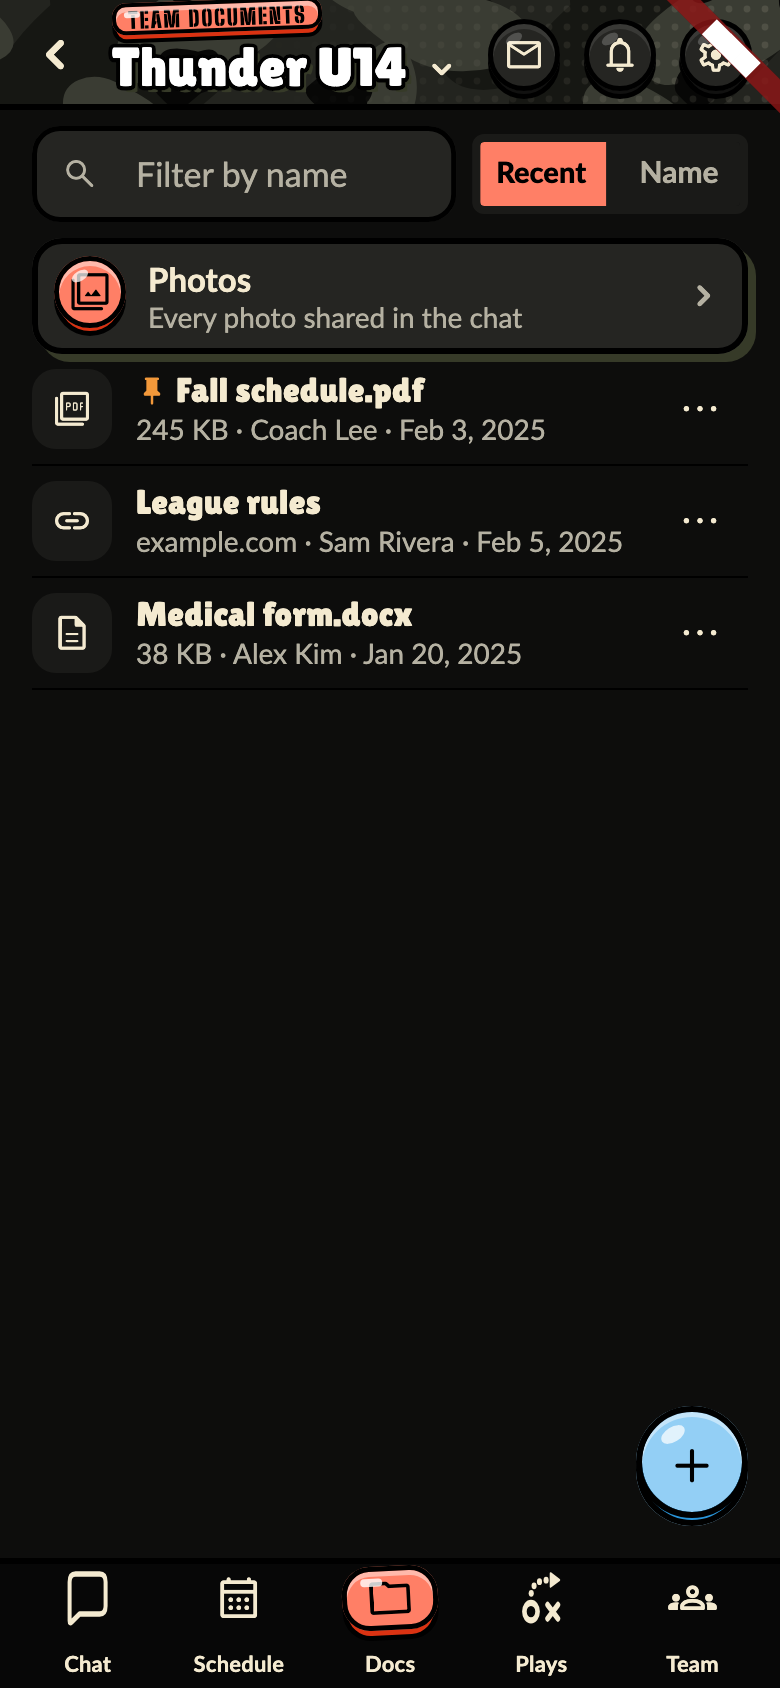 TEAM DOCUMENTS
Thunder U14
Filter by name
Recent
Name
Photos
Every photo shared in the chat
PDF
Fall schedule.pdf
245 KB · Coach Lee · Feb 3, 2025
League rules
example.com · Sam Rivera · Feb 5, 2025
Medical form.docx
38 KB · Alex Kim · Jan 20, 2025
Chat
Schedule
Docs
Plays
Team